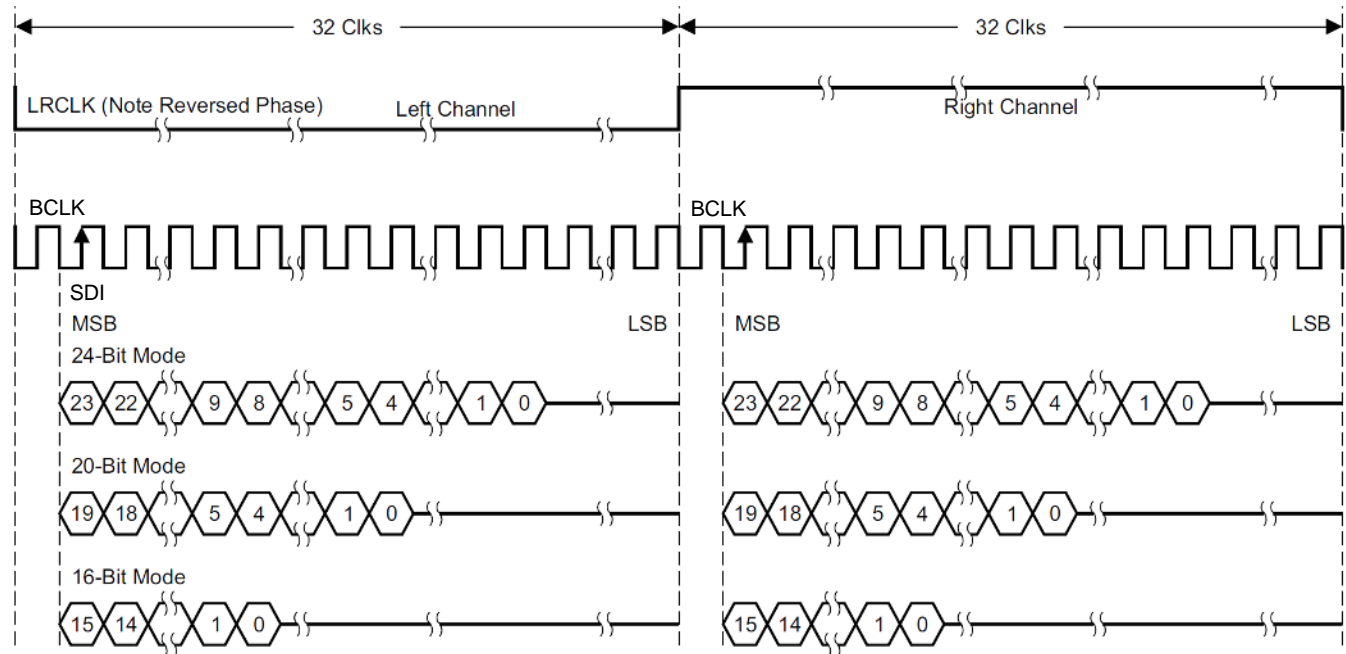 32 Clks 32 Clks
LRCLK (Note Reversed Phase) Left Channel Right Channel
BCLK BCLK
SDI
MSB LSB MSB LSB
24-Bit Mode
23 22 9 8 5 4 1 0 23 22 9 8 5 4 1 0
20-Bit Mode
19 18 5 4 1 0 19 18 5 4 1 0
16-Bit Mode
15 14 1 0 15 14 1 0